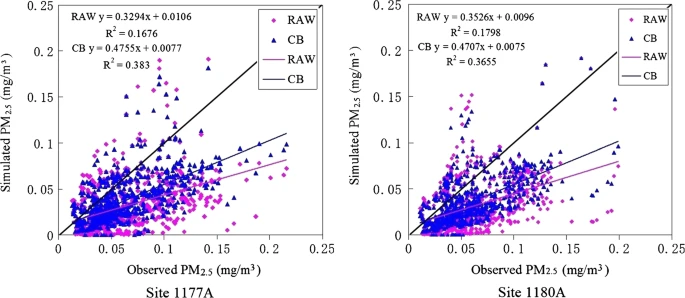 0.25
0.2
0.15
0.1
0.05
0
Simulated PM2.5 (mg/m³)
RAW y = 0.3294x + 0.0106
R² = 0.1676
CB y = 0.4755x + 0.0077
R² = 0.383
RAW
CB
RAW
CB
0 0.05 0.1 0.15 0.2 0.25
Observed PM2.5 (mg/m³)
Site 1177A
0.25
0.2
0.15
0.1
0.05
0
Simulated PM2.5 (mg/m³)
RAW y = 0.3526x + 0.0096
R² = 0.1798
CB y = 0.4707x + 0.0075
R² = 0.3655
RAW
CB
RAW
CB
0 0.05 0.1 0.15 0.2 0.25
Observed PM2.5 (mg/m³)
Site 1180A